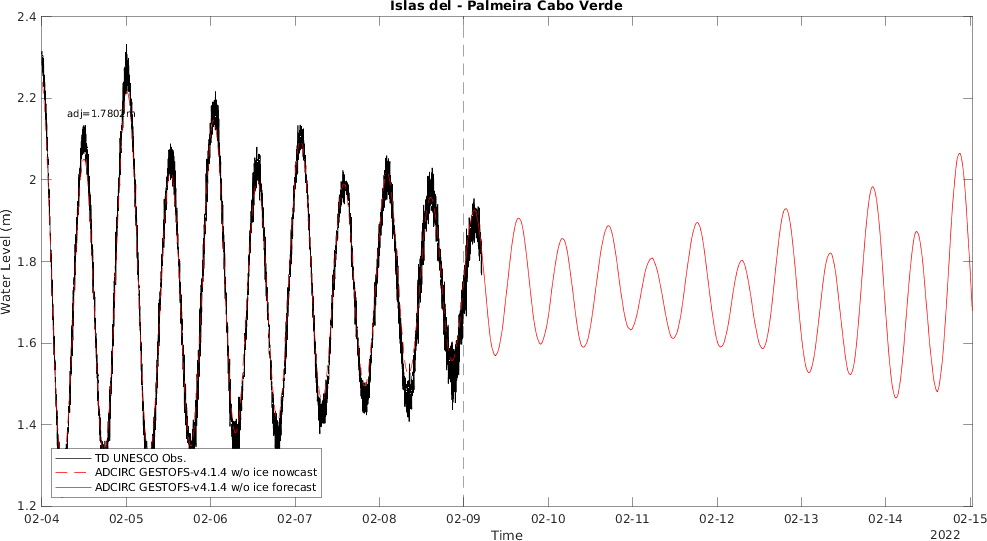 Islas del - Palmeira Cabo Verde
2.4
2.2
2
1.8
1.6
1.4
1.2
Water Level (m)
adj=1.7802m
TD UNESCO Obs.
ADCIRC GESTOFS-v4.1.4 w/o ice nowcast
ADCIRC GESTOFS-v4.1.4 w/o ice forecast
02-04 02-05 02-06 02-07 02-08 02-09 02-10 02-11 02-12 02-13 02-14 02-15
Time
2022